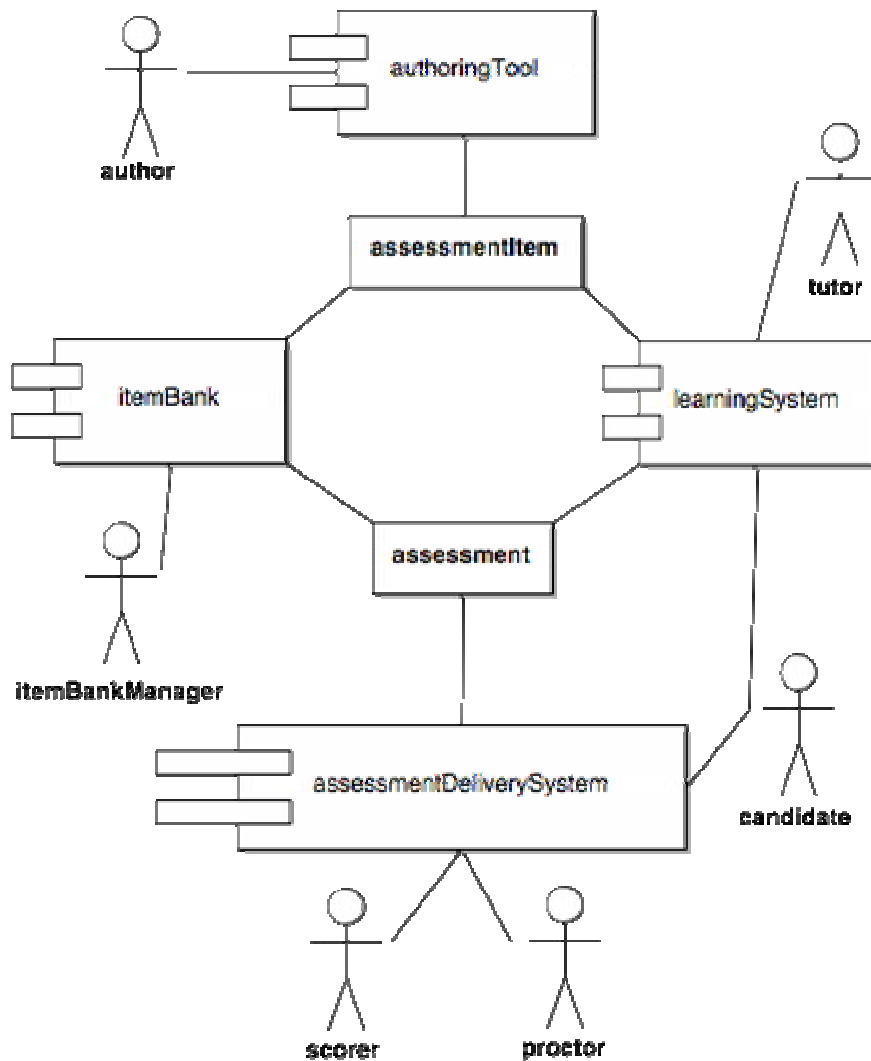 authoringTool
author
assessmentItem
tutor
itemBank
learningSystem
assessment
itemBankManager
assessmentDeliverySystem
candidate
scorer
proctor